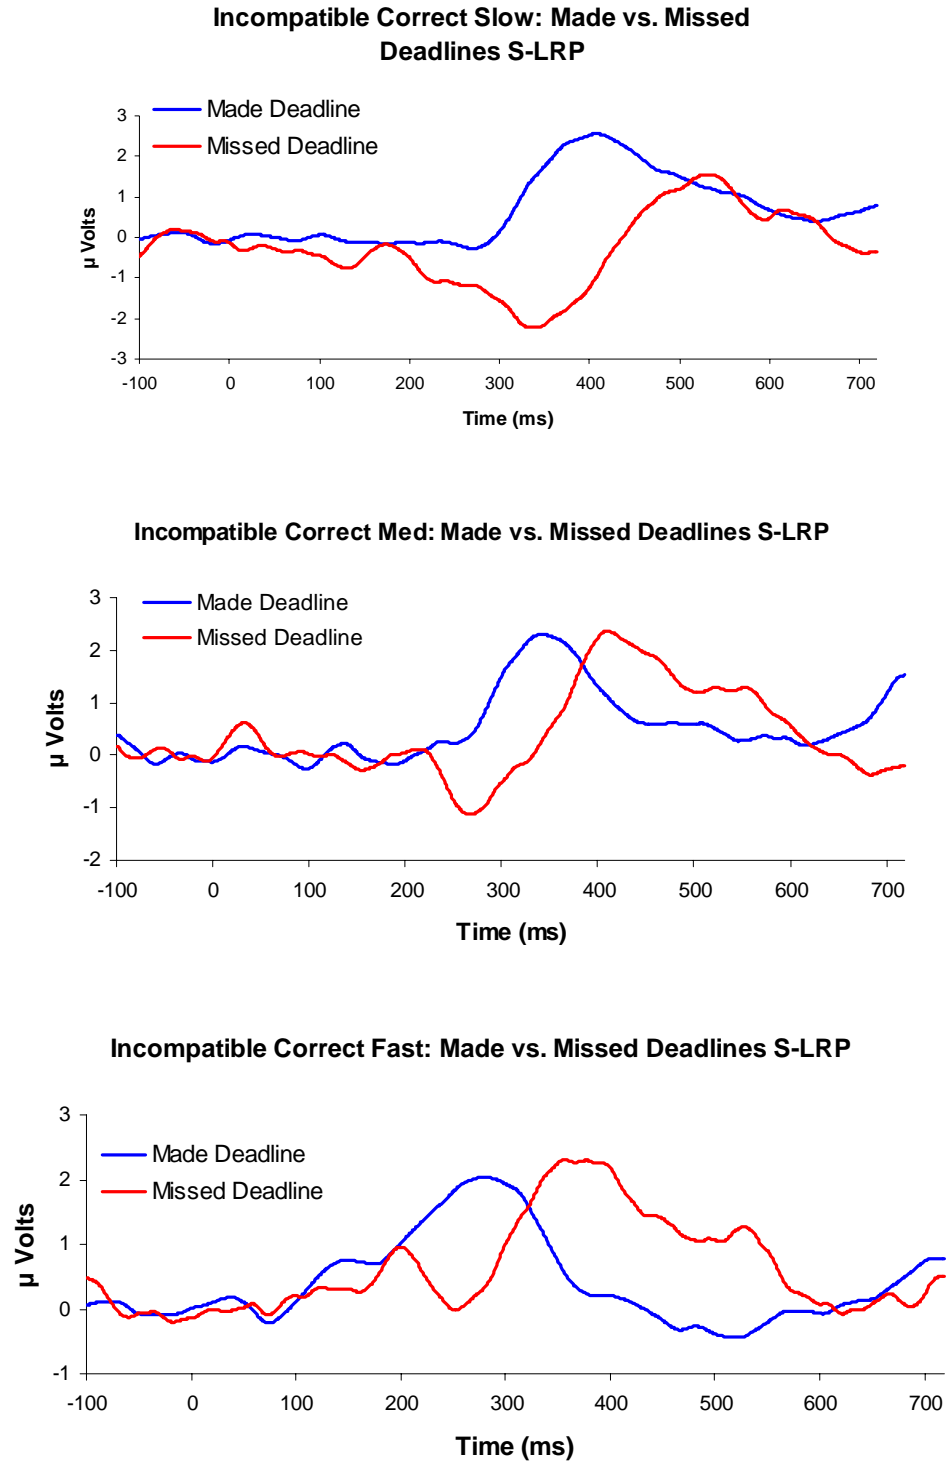 Incompatible Correct Slow: Made vs. Missed
Deadlines S-LRP
Made Deadline
Missed Deadline
3
2
1
0
-1
-2
-3
µ Volts
-100 0 100 200 300 400 500 600 700
Time (ms)
Incompatible Correct Med: Made vs. Missed Deadlines S-LRP
Made Deadline
Missed Deadline
3
2
1
0
-1
-2
µ Volts
-100 0 100 200 300 400 500 600 700
Time (ms)
Incompatible Correct Fast: Made vs. Missed Deadlines S-LRP
Made Deadline
Missed Deadline
3
2
1
0
-1
µ Volts
-100 0 100 200 300 400 500 600 700
Time (ms)